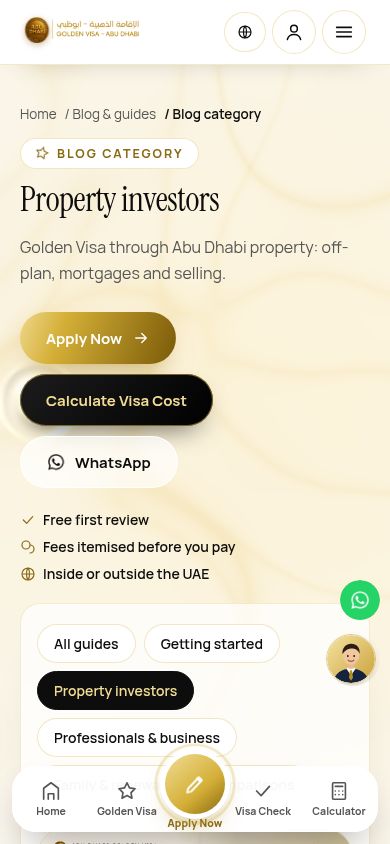 ABU DHABI
الإقامة الذهبية - ابوظبي
GOLDEN VISA - ABU DHABI
Home / Blog & guides / Blog category
BLOG CATEGORY
Property investors
Golden Visa through Abu Dhabi property: off-
plan, mortgages and selling.
Apply Now
Calculate Visa Cost
WhatsApp
Free first review
Fees itemised before you pay
Inside or outside the UAE
All guides
Getting started
Property investors
Professionals & business
Home
Golden Visa
Apply Now
Visa Check
Calculator